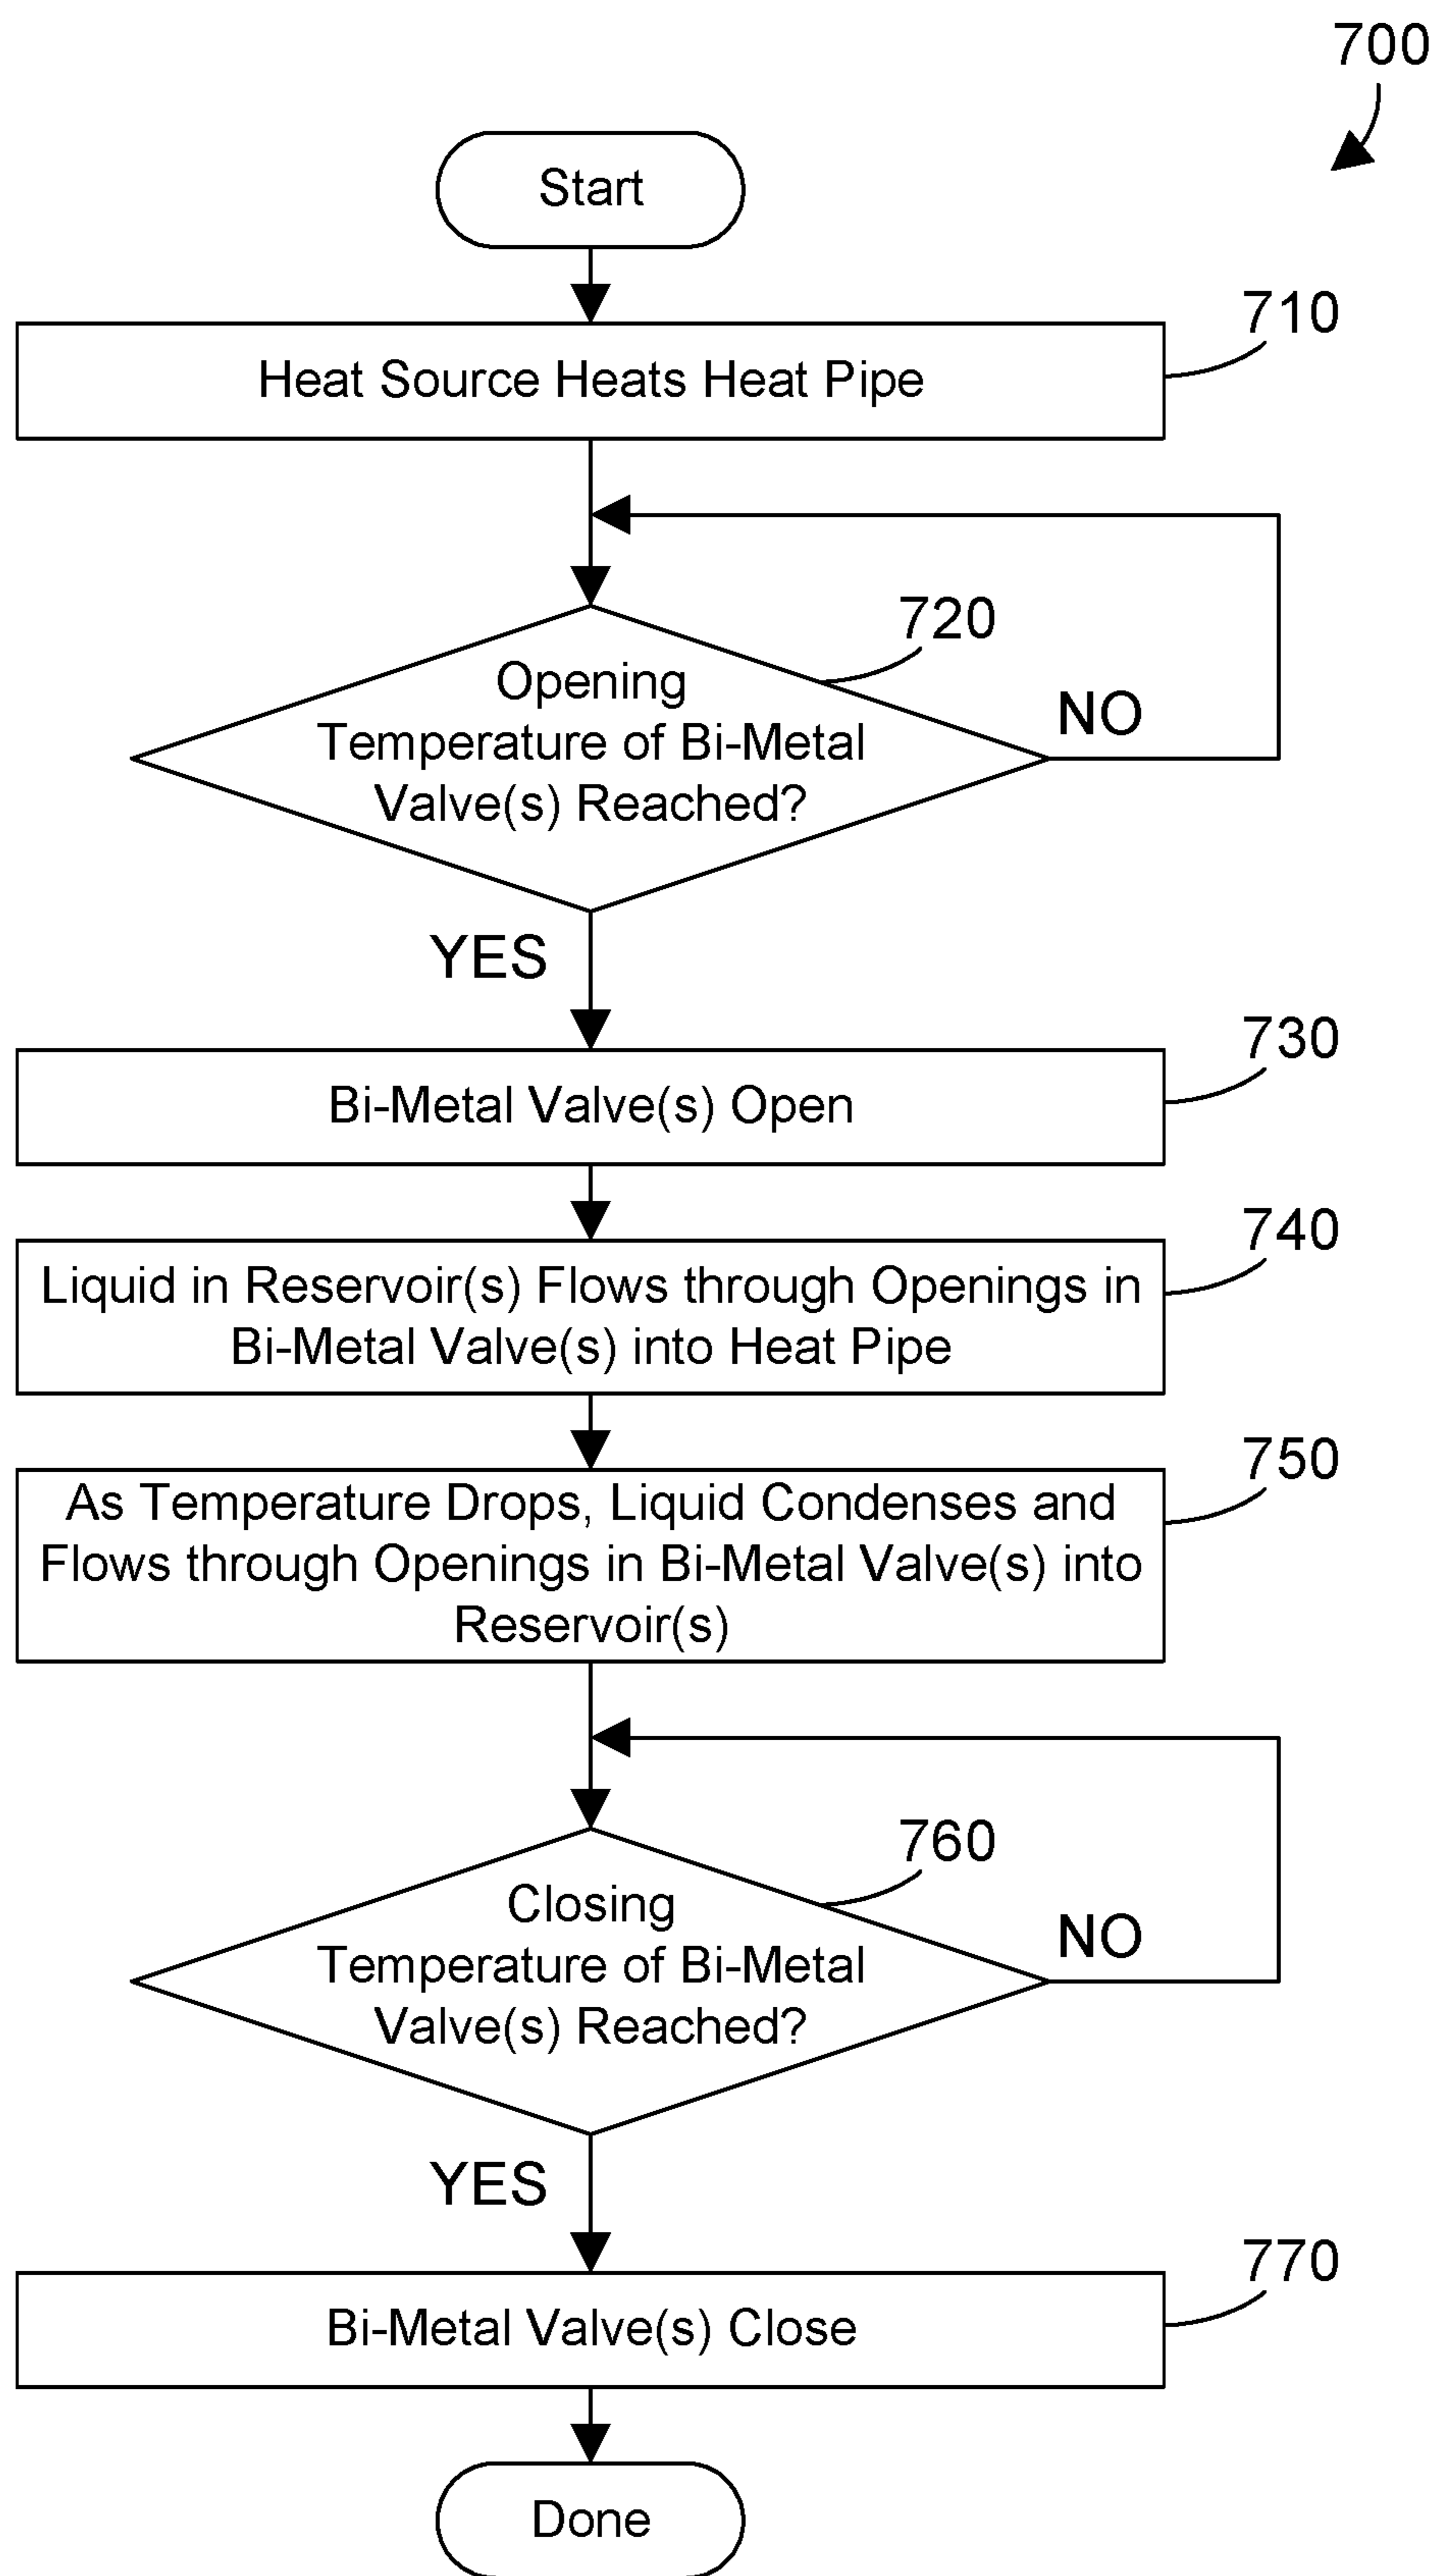 700
Start
710
Heat Source Heats Heat Pipe
720
Opening
Temperature of Bi-Metal
Valve(s) Reached?
NO
YES
730
Bi-Metal Valve(s) Open
740
Liquid in Reservoir(s) Flows through Openings in
Bi-Metal Valve(s) into Heat Pipe
750
As Temperature Drops, Liquid Condenses and
Flows through Openings in Bi-Metal Valve(s) into
Reservoir(s)
760
Closing
Temperature of Bi-Metal
Valve(s) Reached?
NO
YES
770
Bi-Metal Valve(s) Close
Done